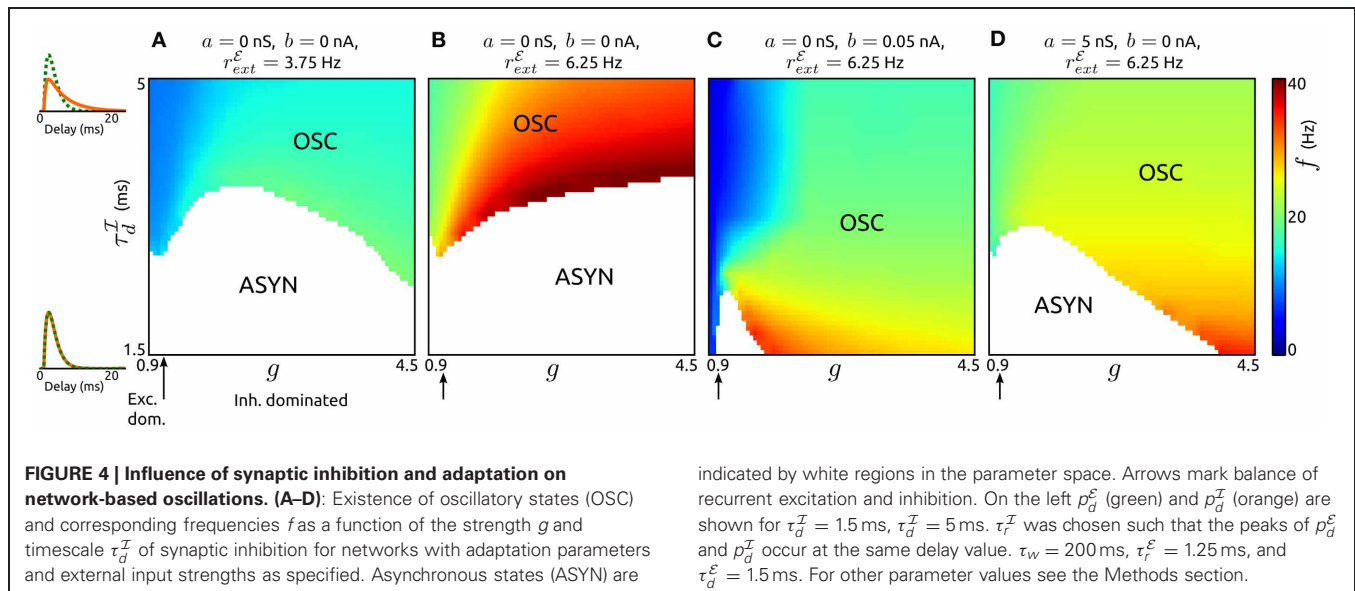 A
a = 0 nS, b = 0 nA,
r_ext^ℰ = 3.75 Hz
B
a = 0 nS, b = 0 nA,
r_ext^ℰ = 6.25 Hz
C
a = 0 nS, b = 0.05 nA,
r_ext^ℰ = 6.25 Hz
D
a = 5 nS, b = 0 nA,
r_ext^ℰ = 6.25 Hz
0 20
Delay (ms)
0 20
Delay (ms)
τ_d^ℐ (ms)
5
1.5
OSC
ASYN
0.9 g 4.5
Exc.
dom.
Inh. dominated
OSC
ASYN
0.9 g 4.5
OSC
0.9 g 4.5
OSC
ASYN
0.9 g 4.5
40
20
0
f (Hz)
FIGURE 4 | Influence of synaptic inhibition and adaptation on
network-based oscillations. (A–D): Existence of oscillatory states (OSC)
and corresponding frequencies f as a function of the strength g and
timescale τ_d^ℐ of synaptic inhibition for networks with adaptation parameters
and external input strengths as specified. Asynchronous states (ASYN) are
indicated by white regions in the parameter space. Arrows mark balance of
recurrent excitation and inhibition. On the left p_d^ℰ (green) and p_d^ℐ (orange) are
shown for τ_d^ℐ = 1.5 ms, τ_d^ℐ = 5 ms. τ_r^ℐ was chosen such that the peaks of p_d^ℰ
and p_d^ℐ occur at the same delay value. τ_w = 200 ms, τ_r^ℰ = 1.25 ms, and
τ_d^ℰ = 1.5 ms. For other parameter values see the Methods section.